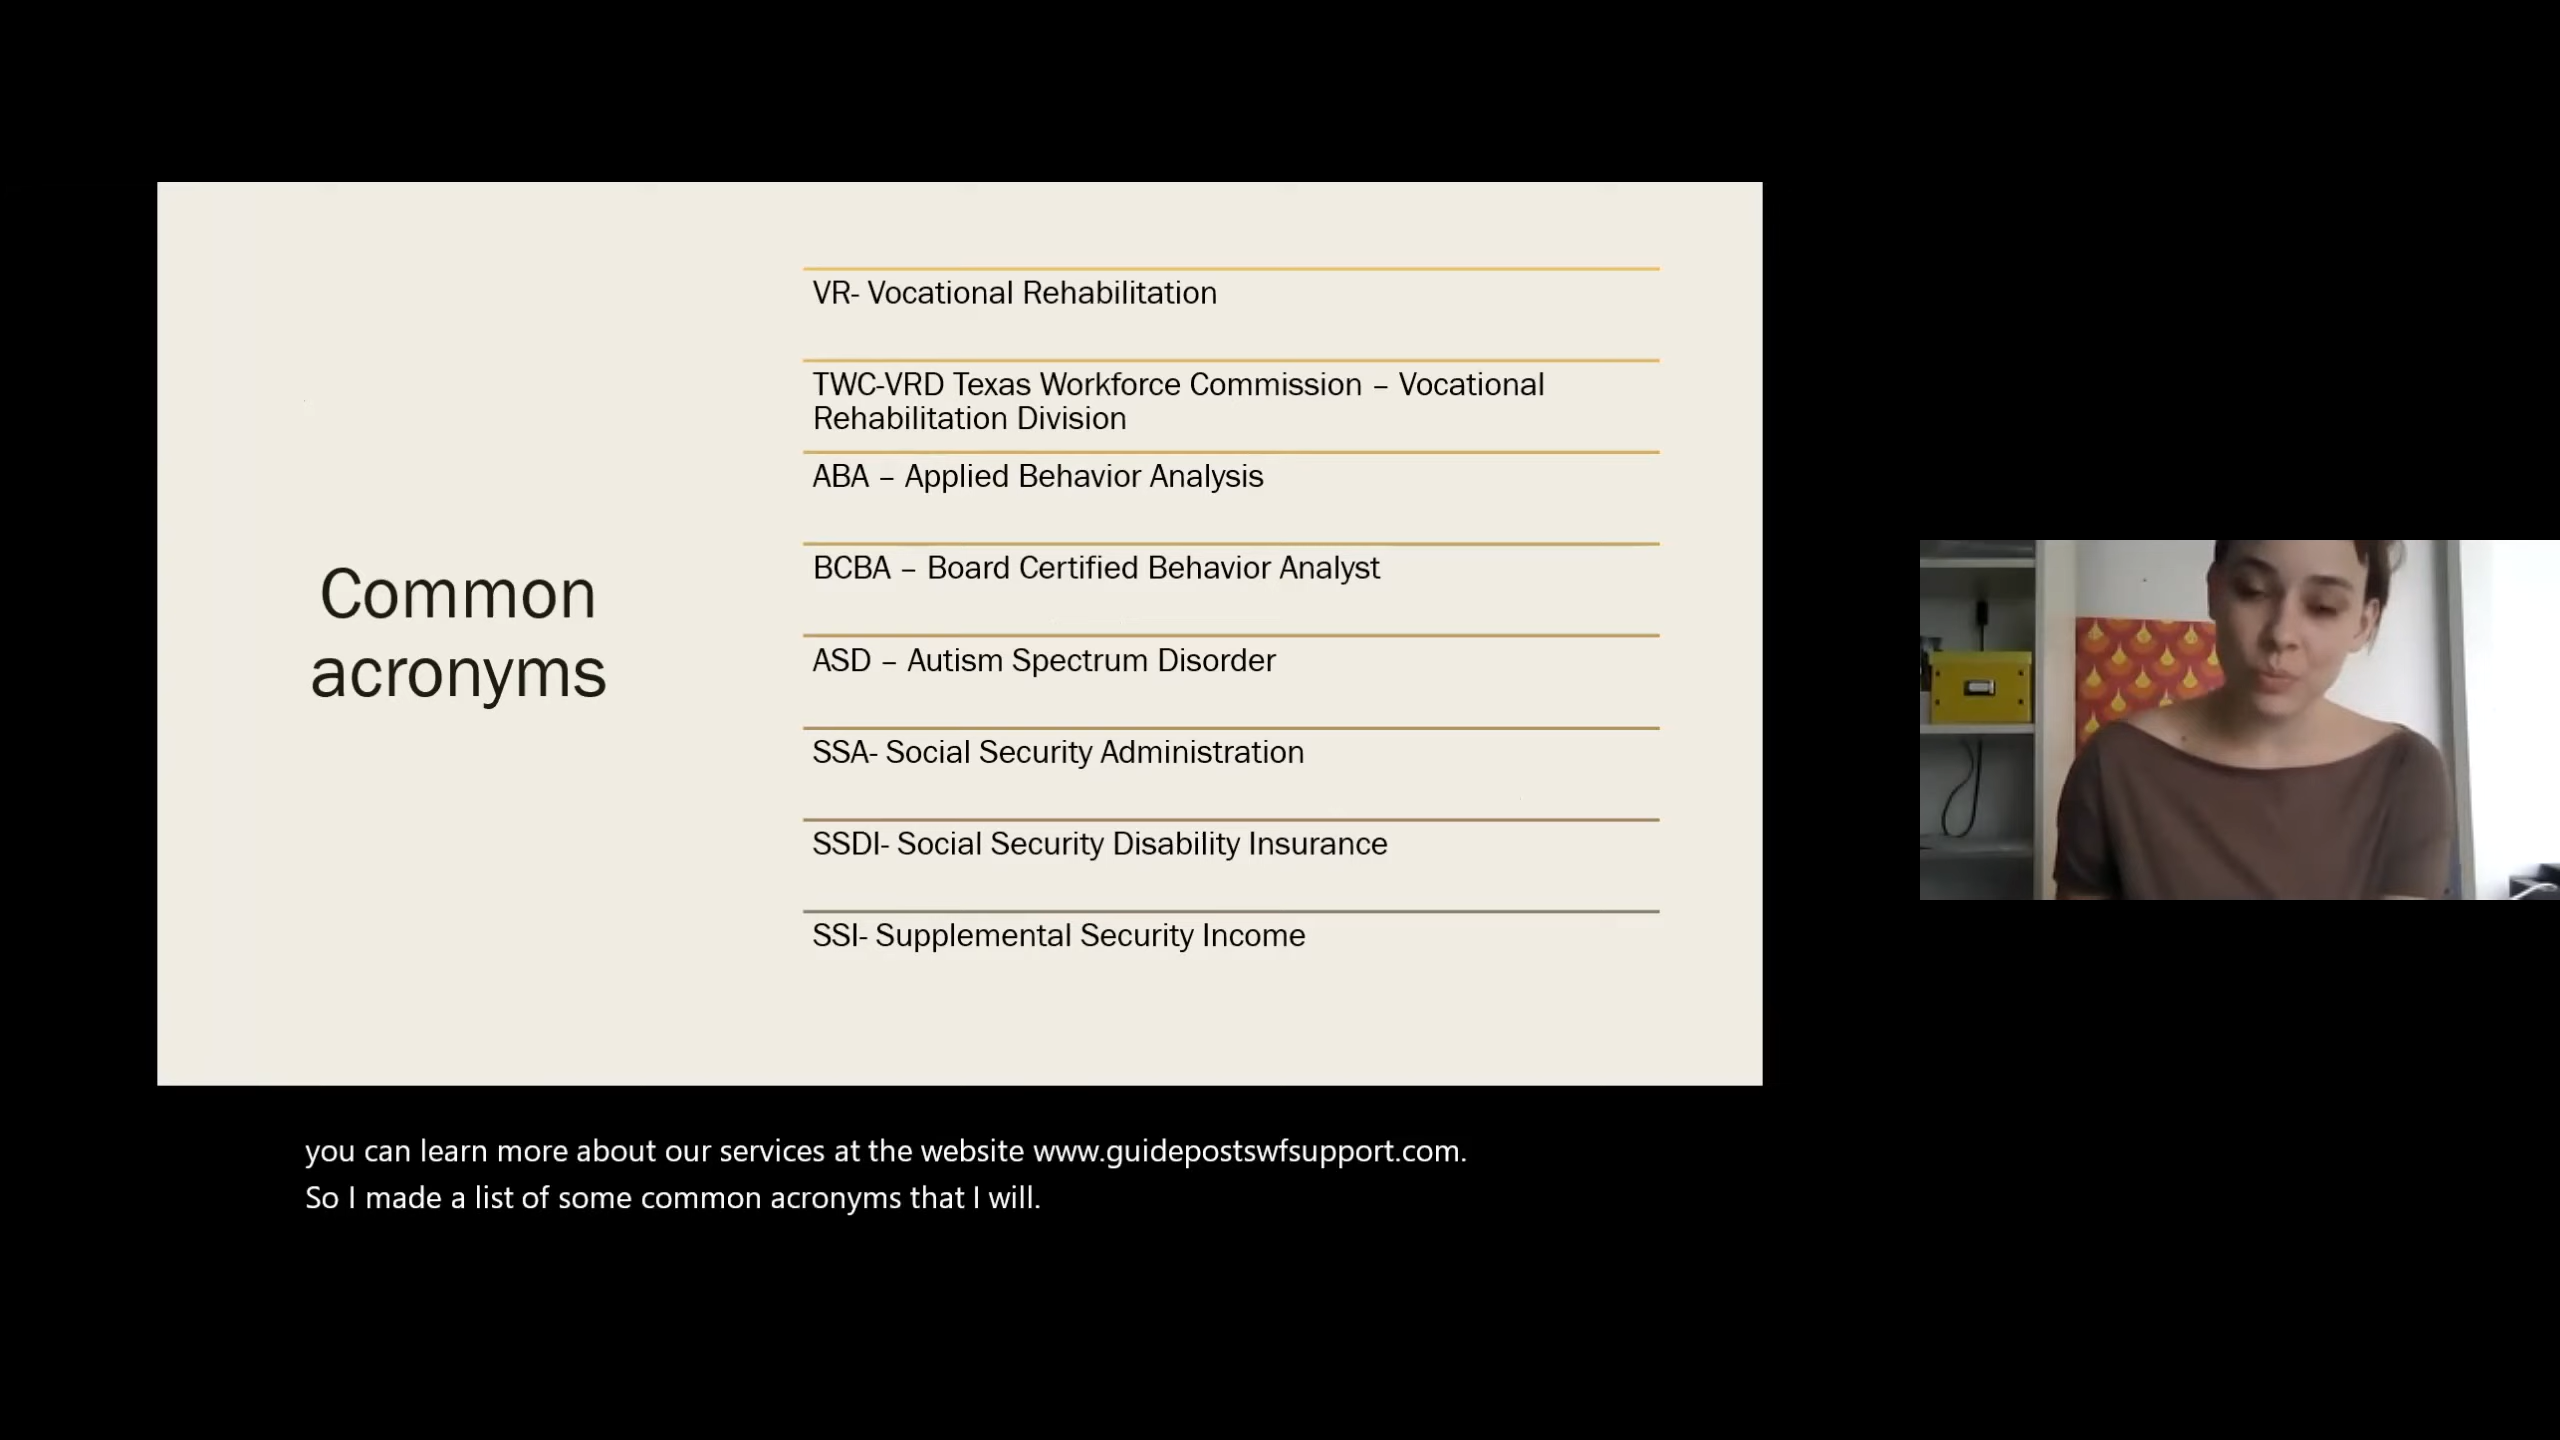 Common
acronyms
VR- Vocational Rehabilitation
TWC-VRD Texas Workforce Commission – Vocational
Rehabilitation Division
ABA – Applied Behavior Analysis
BCBA – Board Certified Behavior Analyst
ASD – Autism Spectrum Disorder
SSA- Social Security Administration
SSDI- Social Security Disability Insurance
SSI- Supplemental Security Income
you can learn more about our services at the website www.guidepostswfsupport.com.
So I made a list of some common acronyms that I will.